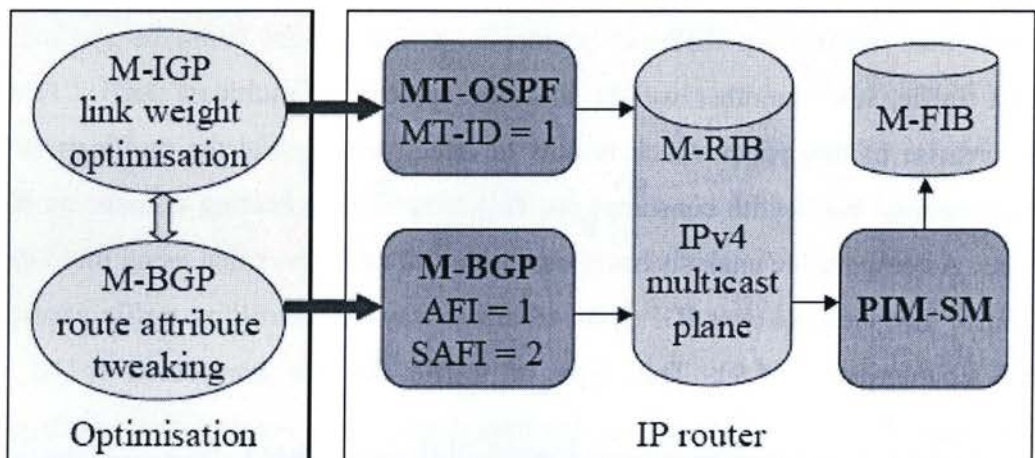 M-IGP
link weight
optimisation
M-BGP
route attribute
tweaking
Optimisation
MT-OSPF
MT-ID = 1
M-BGP
AFI = 1
SAFI = 2
M-RIB
IPv4
multicast
plane
M-FIB
PIM-SM
IP router